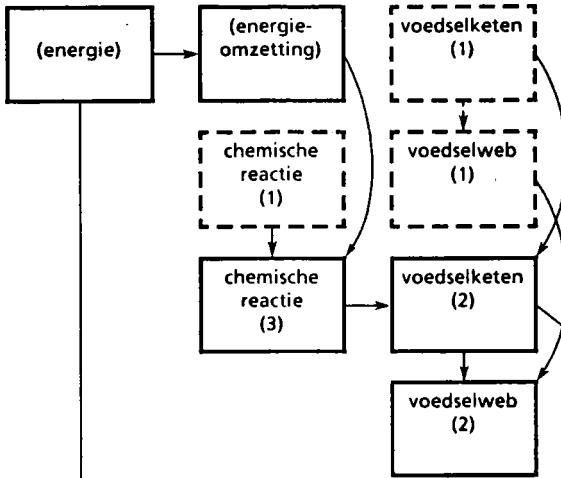 (energie)
(energie-
omzetting)
voedselketen
(1)
chemische
reactie
(1)
voedselweb
(1)
chemische
reactie
(3)
voedselketen
(2)
voedselweb
(2)